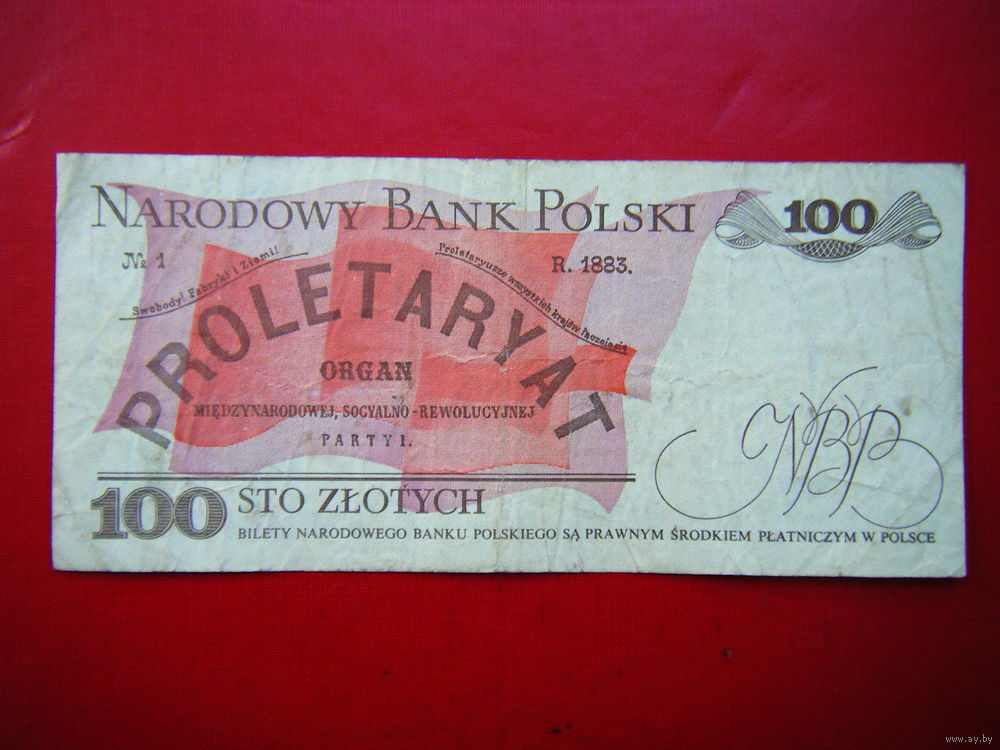 NARODOWY BANK POLSKI
100
№ 1
R. 1883.
Swobody! Fabryk! i Ziemi!
Proletaryusze wszystkich krajów łączcie się
PROLETARYAT
ORGAN
MIĘDZYNARODOWEJ, SOCYALNO-REWOLUCYJNEJ
PARTYI.
NBP
100 STO ZŁOTYCH
BILETY NARODOWEGO BANKU POLSKIEGO SĄ PRAWNYM ŚRODKIEM PŁATNICZYM W POLSCE
www.ay.by